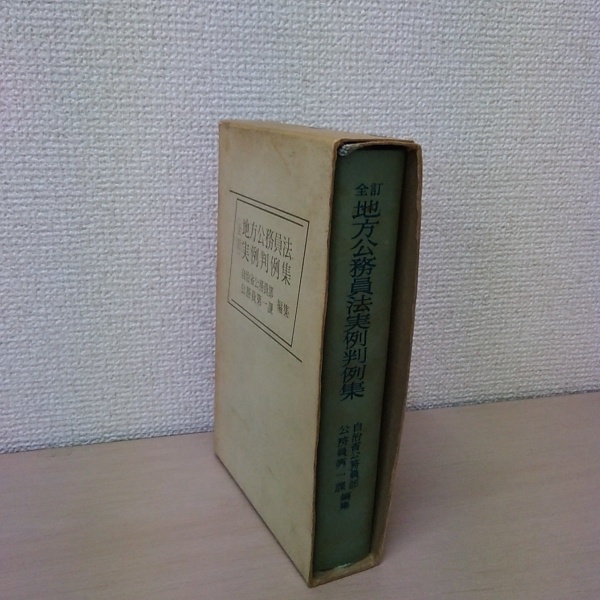 地方公務員法
実例判例集
自治省公務員部
公務員第一課 編集
全訂
地方公務員法実例判例集
自治省公務員部
公務員第一課 編集